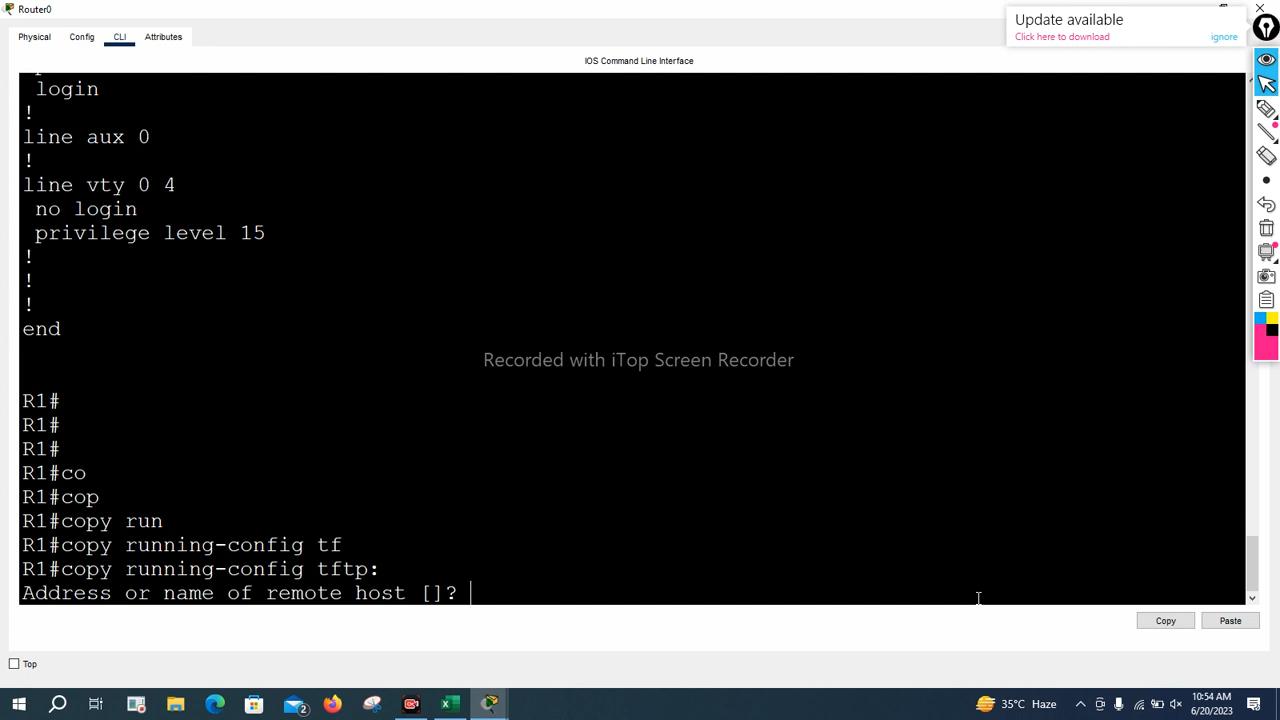 Router0
Update available
Click here to download
ignore
Physical
Config
CLI
Attributes
IOS Command Line Interface
login
!
line aux 0
!
line vty 0 4
no login
privilege level 15
!
!
!
end
Recorded with iTop Screen Recorder
R1#
R1#
R1#
R1#co
R1#cop
R1#copy run
R1#copy running-config tf
R1#copy running-config tftp:
Address or name of remote host []?
Copy
Paste
Top
2
35°C Haze
10:54 AM
6/20/2023